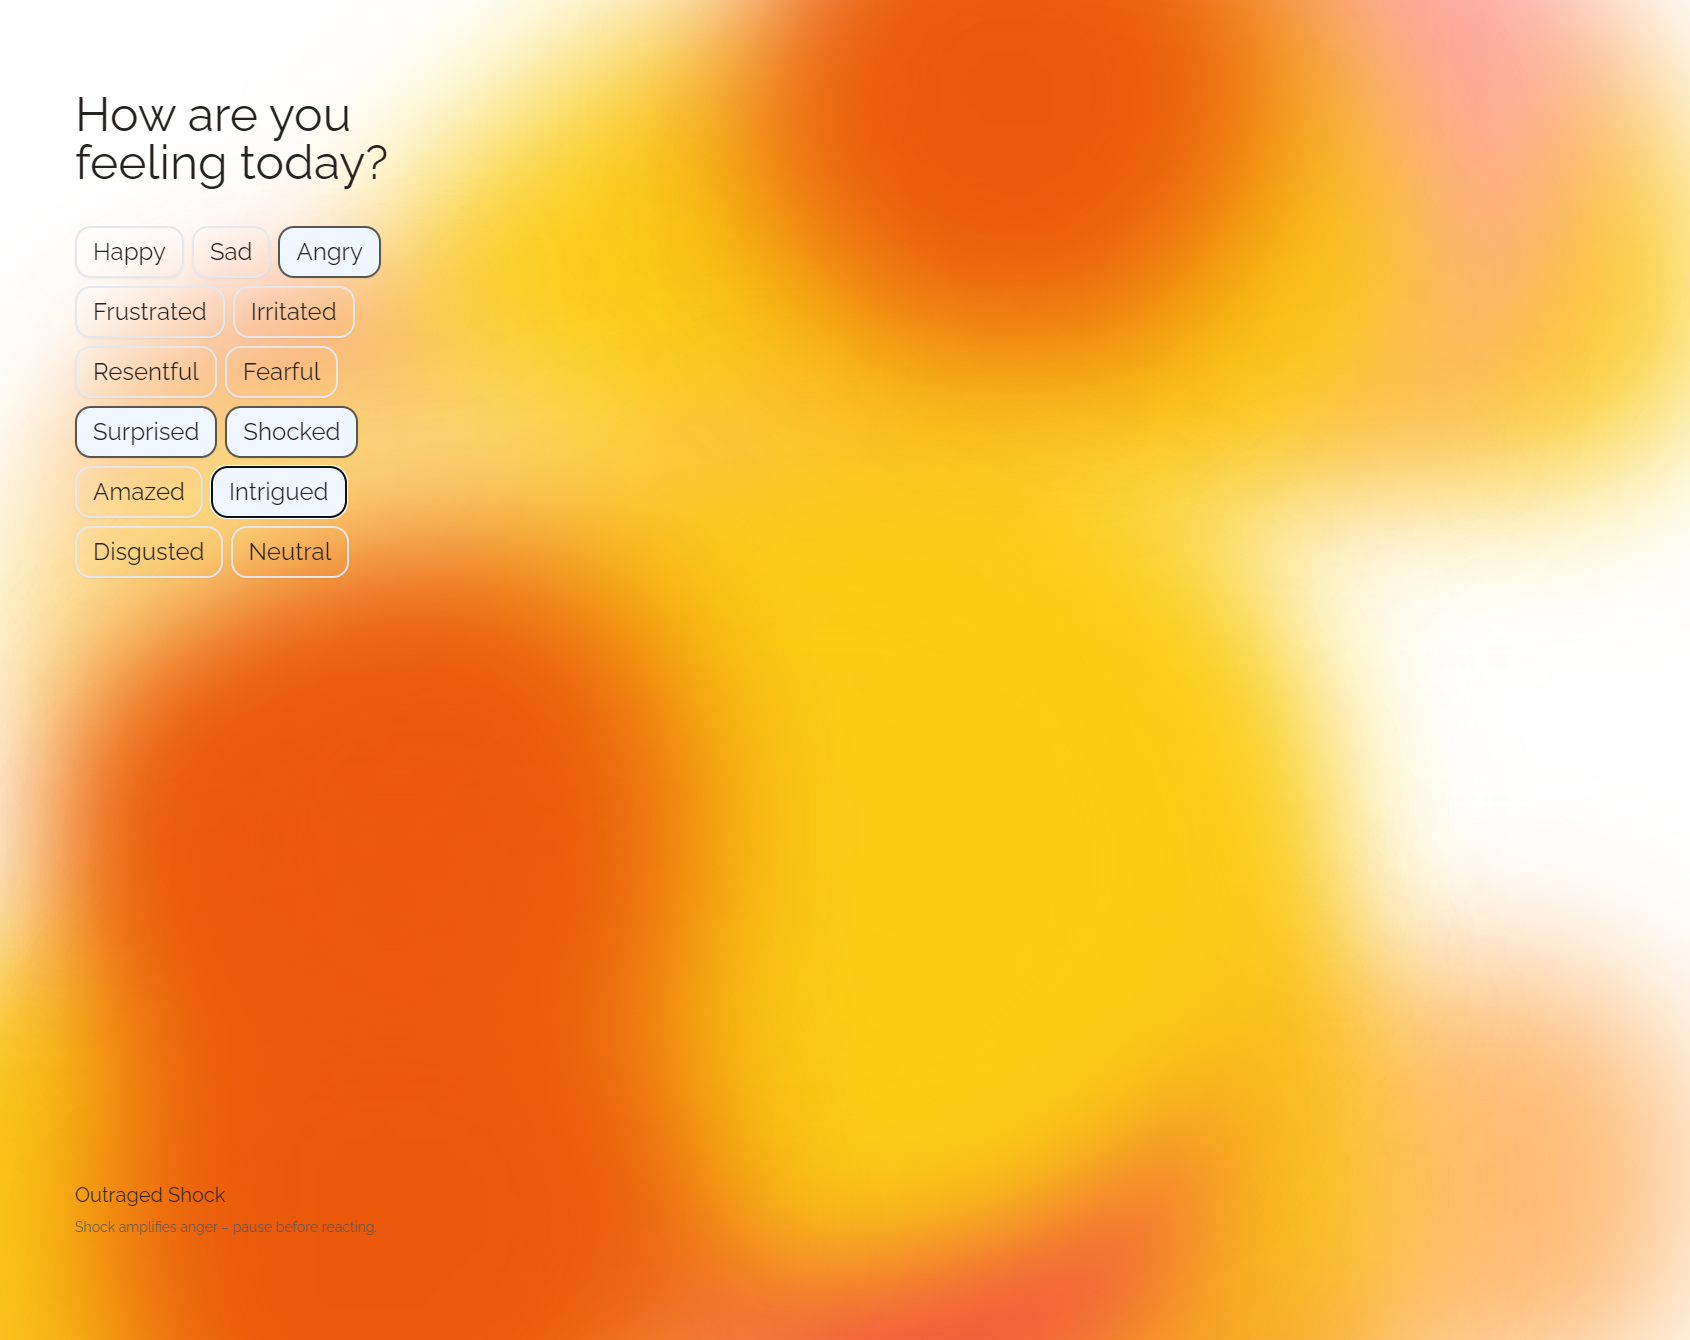 How are you
feeling today?
Happy Sad Angry
Frustrated Irritated
Resentful Fearful
Surprised Shocked
Amazed Intrigued
Disgusted Neutral
Outraged Shock
Shock amplifies anger – pause before reacting